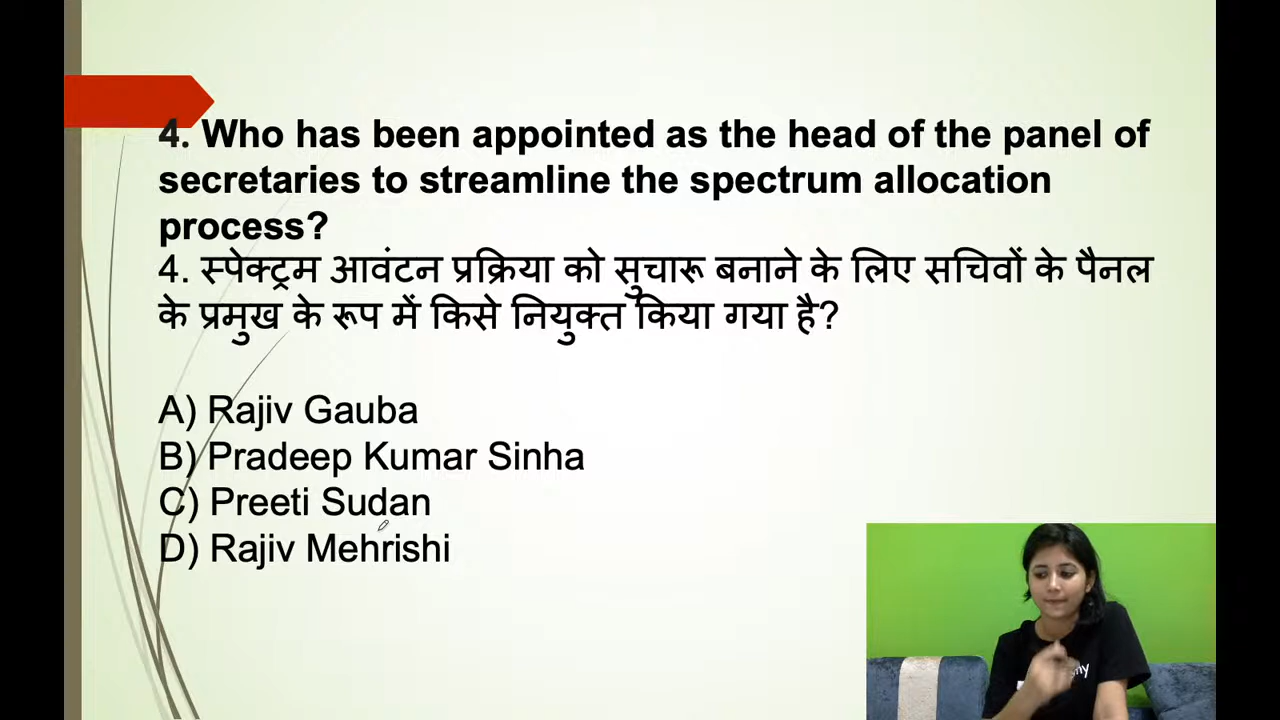 4. Who has been appointed as the head of the panel of
secretaries to streamline the spectrum allocation
process?
4. स्पेक्ट्रम आवंटन प्रक्रिया को सुचारू बनाने के लिए सचिवों के पैनल
के प्रमुख के रूप में किसे नियुक्त किया गया है?
A) Rajiv Gauba
B) Pradeep Kumar Sinha
C) Preeti Sudan
D) Rajiv Mehrishi